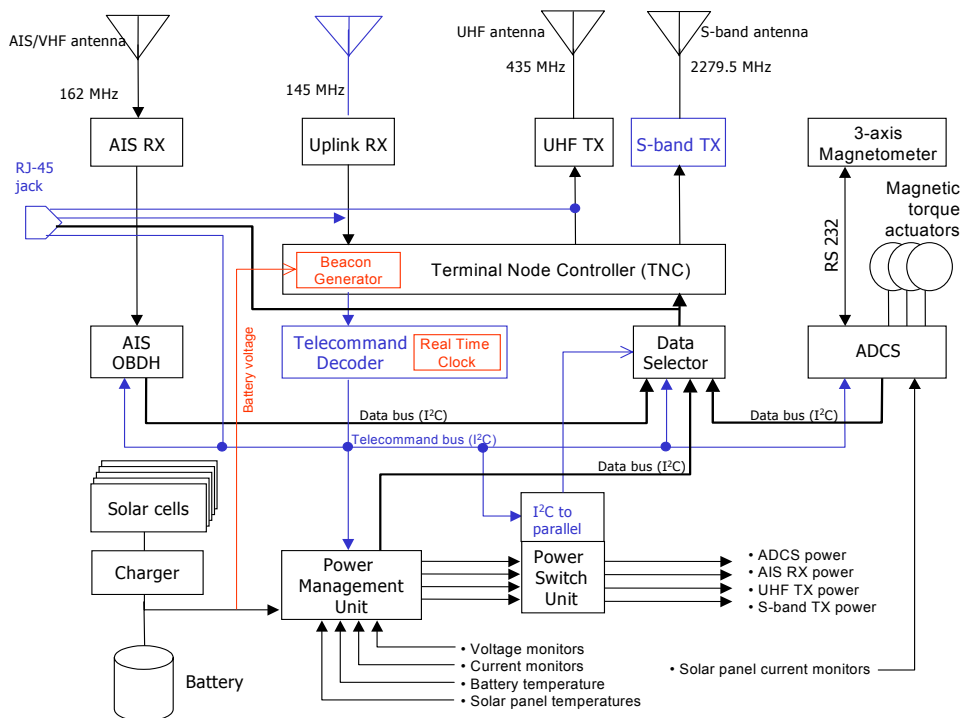 AIS/VHF antenna
UHF antenna
S-band antenna
162 MHz
145 MHz
435 MHz
2279.5 MHz
AIS RX
Uplink RX
UHF TX
S-band TX
3-axis
Magnetometer
RJ-45
jack
Magnetic
torque
actuators
RS 232
Beacon
Generator
Terminal Node Controller (TNC)
AIS
OBDH
Telecommand
Decoder
Real Time
Clock
Data
Selector
ADCS
Battery voltage
Data bus (I²C)
Data bus (I²C)
Telecommand bus (I²C)
Data bus (I²C)
Solar cells
I²C to
parallel
Charger
Power
Management
Unit
Power
Switch
Unit
• ADCS power
• AIS RX power
• UHF TX power
• S-band TX power
• Voltage monitors
• Current monitors
• Battery temperature
• Solar panel temperatures
• Solar panel current monitors
Battery